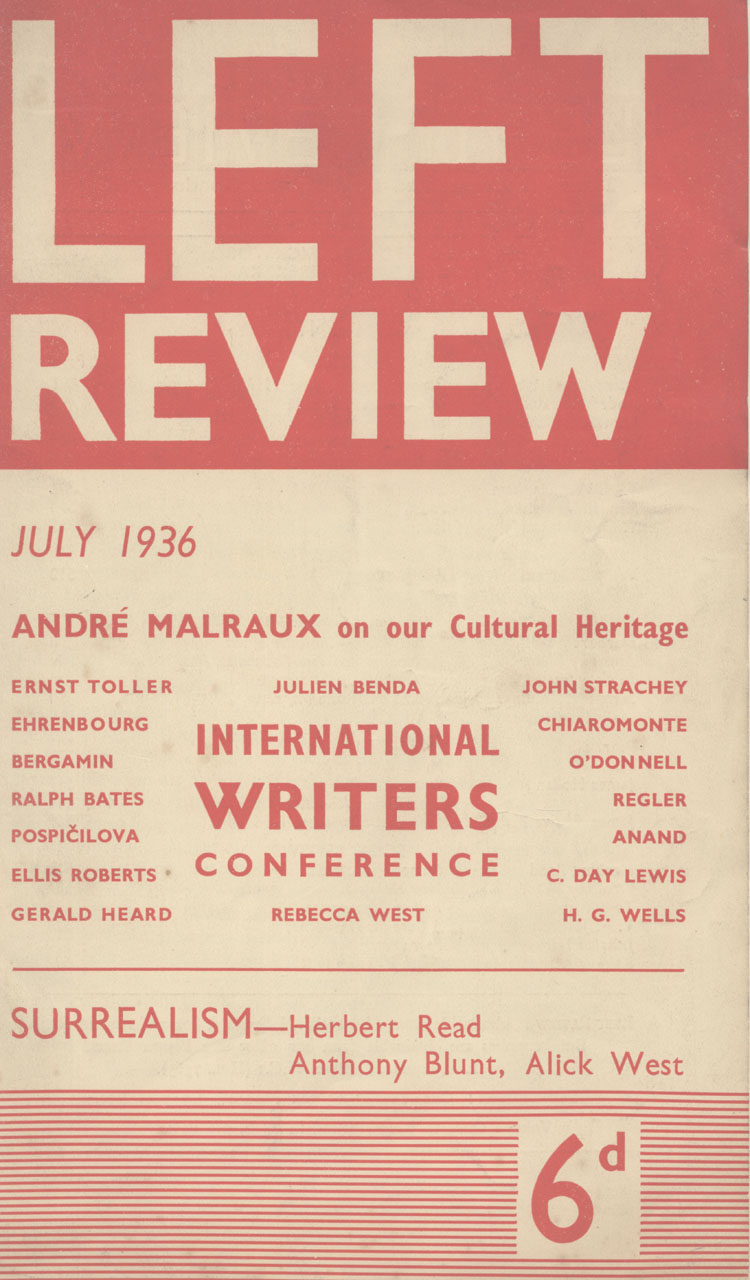 LEFT
REVIEW
JULY 1936
ANDRÉ MALRAUX on our Cultural Heritage
ERNST TOLLER
EHRENBOURG
BERGAMIN
RALPH BATES
POSPIČILOVA
ELLIS ROBERTS
GERALD HEARD
JULIEN BENDA
INTERNATIONAL
WRITERS
CONFERENCE
REBECCA WEST
JOHN STRACHEY
CHIAROMONTE
O'DONNELL
REGLER
ANAND
C. DAY LEWIS
H. G. WELLS
SURREALISM—Herbert Read
Anthony Blunt, Alick West
6d